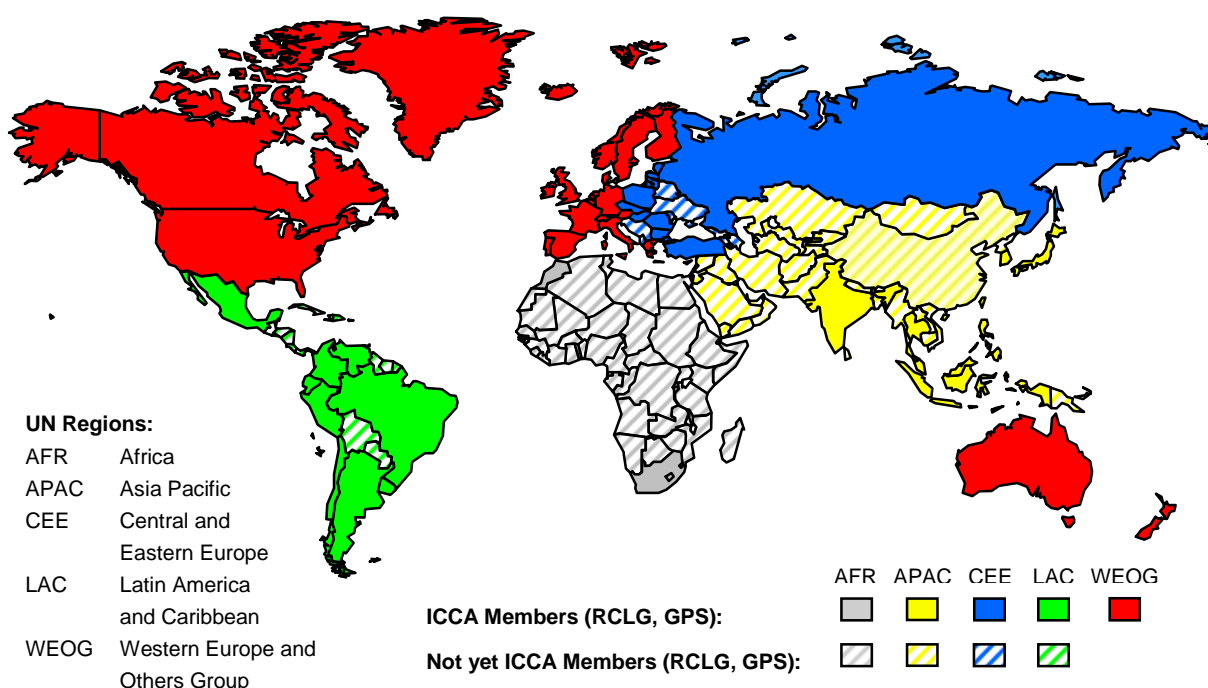 UN Regions:
AFR Africa
APAC Asia Pacific
CEE Central and
Eastern Europe
LAC Latin America
and Caribbean
WEOG Western Europe and
Others Group
AFR APAC CEE LAC WEOG
ICCA Members (RCLG, GPS):
Not yet ICCA Members (RCLG, GPS):